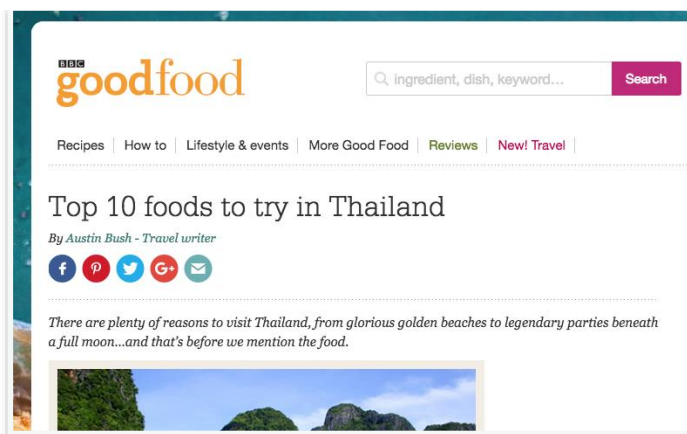 BBC
goodfood
ingredient, dish, keyword...
Search
Recipes
How to
Lifestyle & events
More Good Food
Reviews
New! Travel
Top 10 foods to try in Thailand
By Austin Bush - Travel writer
f
G+
There are plenty of reasons to visit Thailand, from glorious golden beaches to legendary parties beneath
a full moon...and that's before we mention the food.